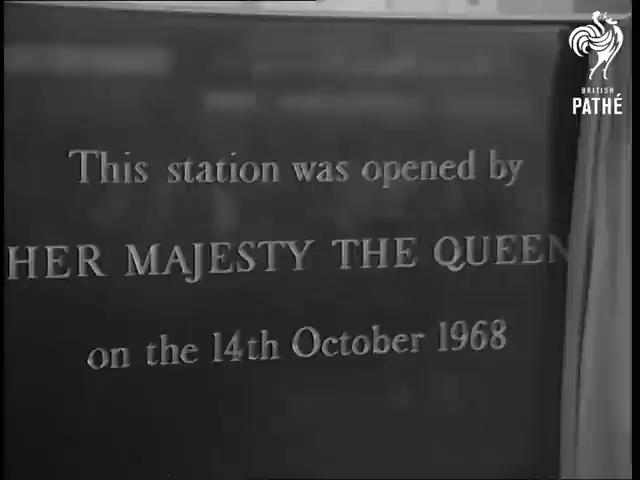 BRITISH
PATHÉ
This station was opened by
HER MAJESTY THE QUEEN
on the 14th October 1968